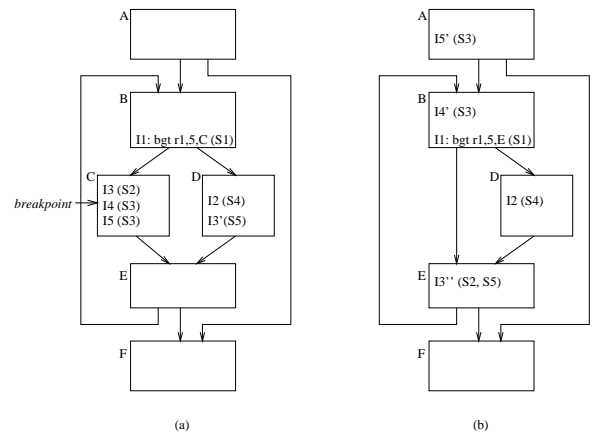 A
B
I1: bgt r1,5,C (S1)
C
I3 (S2)
I4 (S3)
I5 (S3)
breakpoint
D
I2 (S4)
I3'(S5)
E
F
(a)
A
I5' (S3)
B
I4' (S3)
I1: bgt r1,5,E (S1)
D
I2 (S4)
E
I3'' (S2, S5)
F
(b)